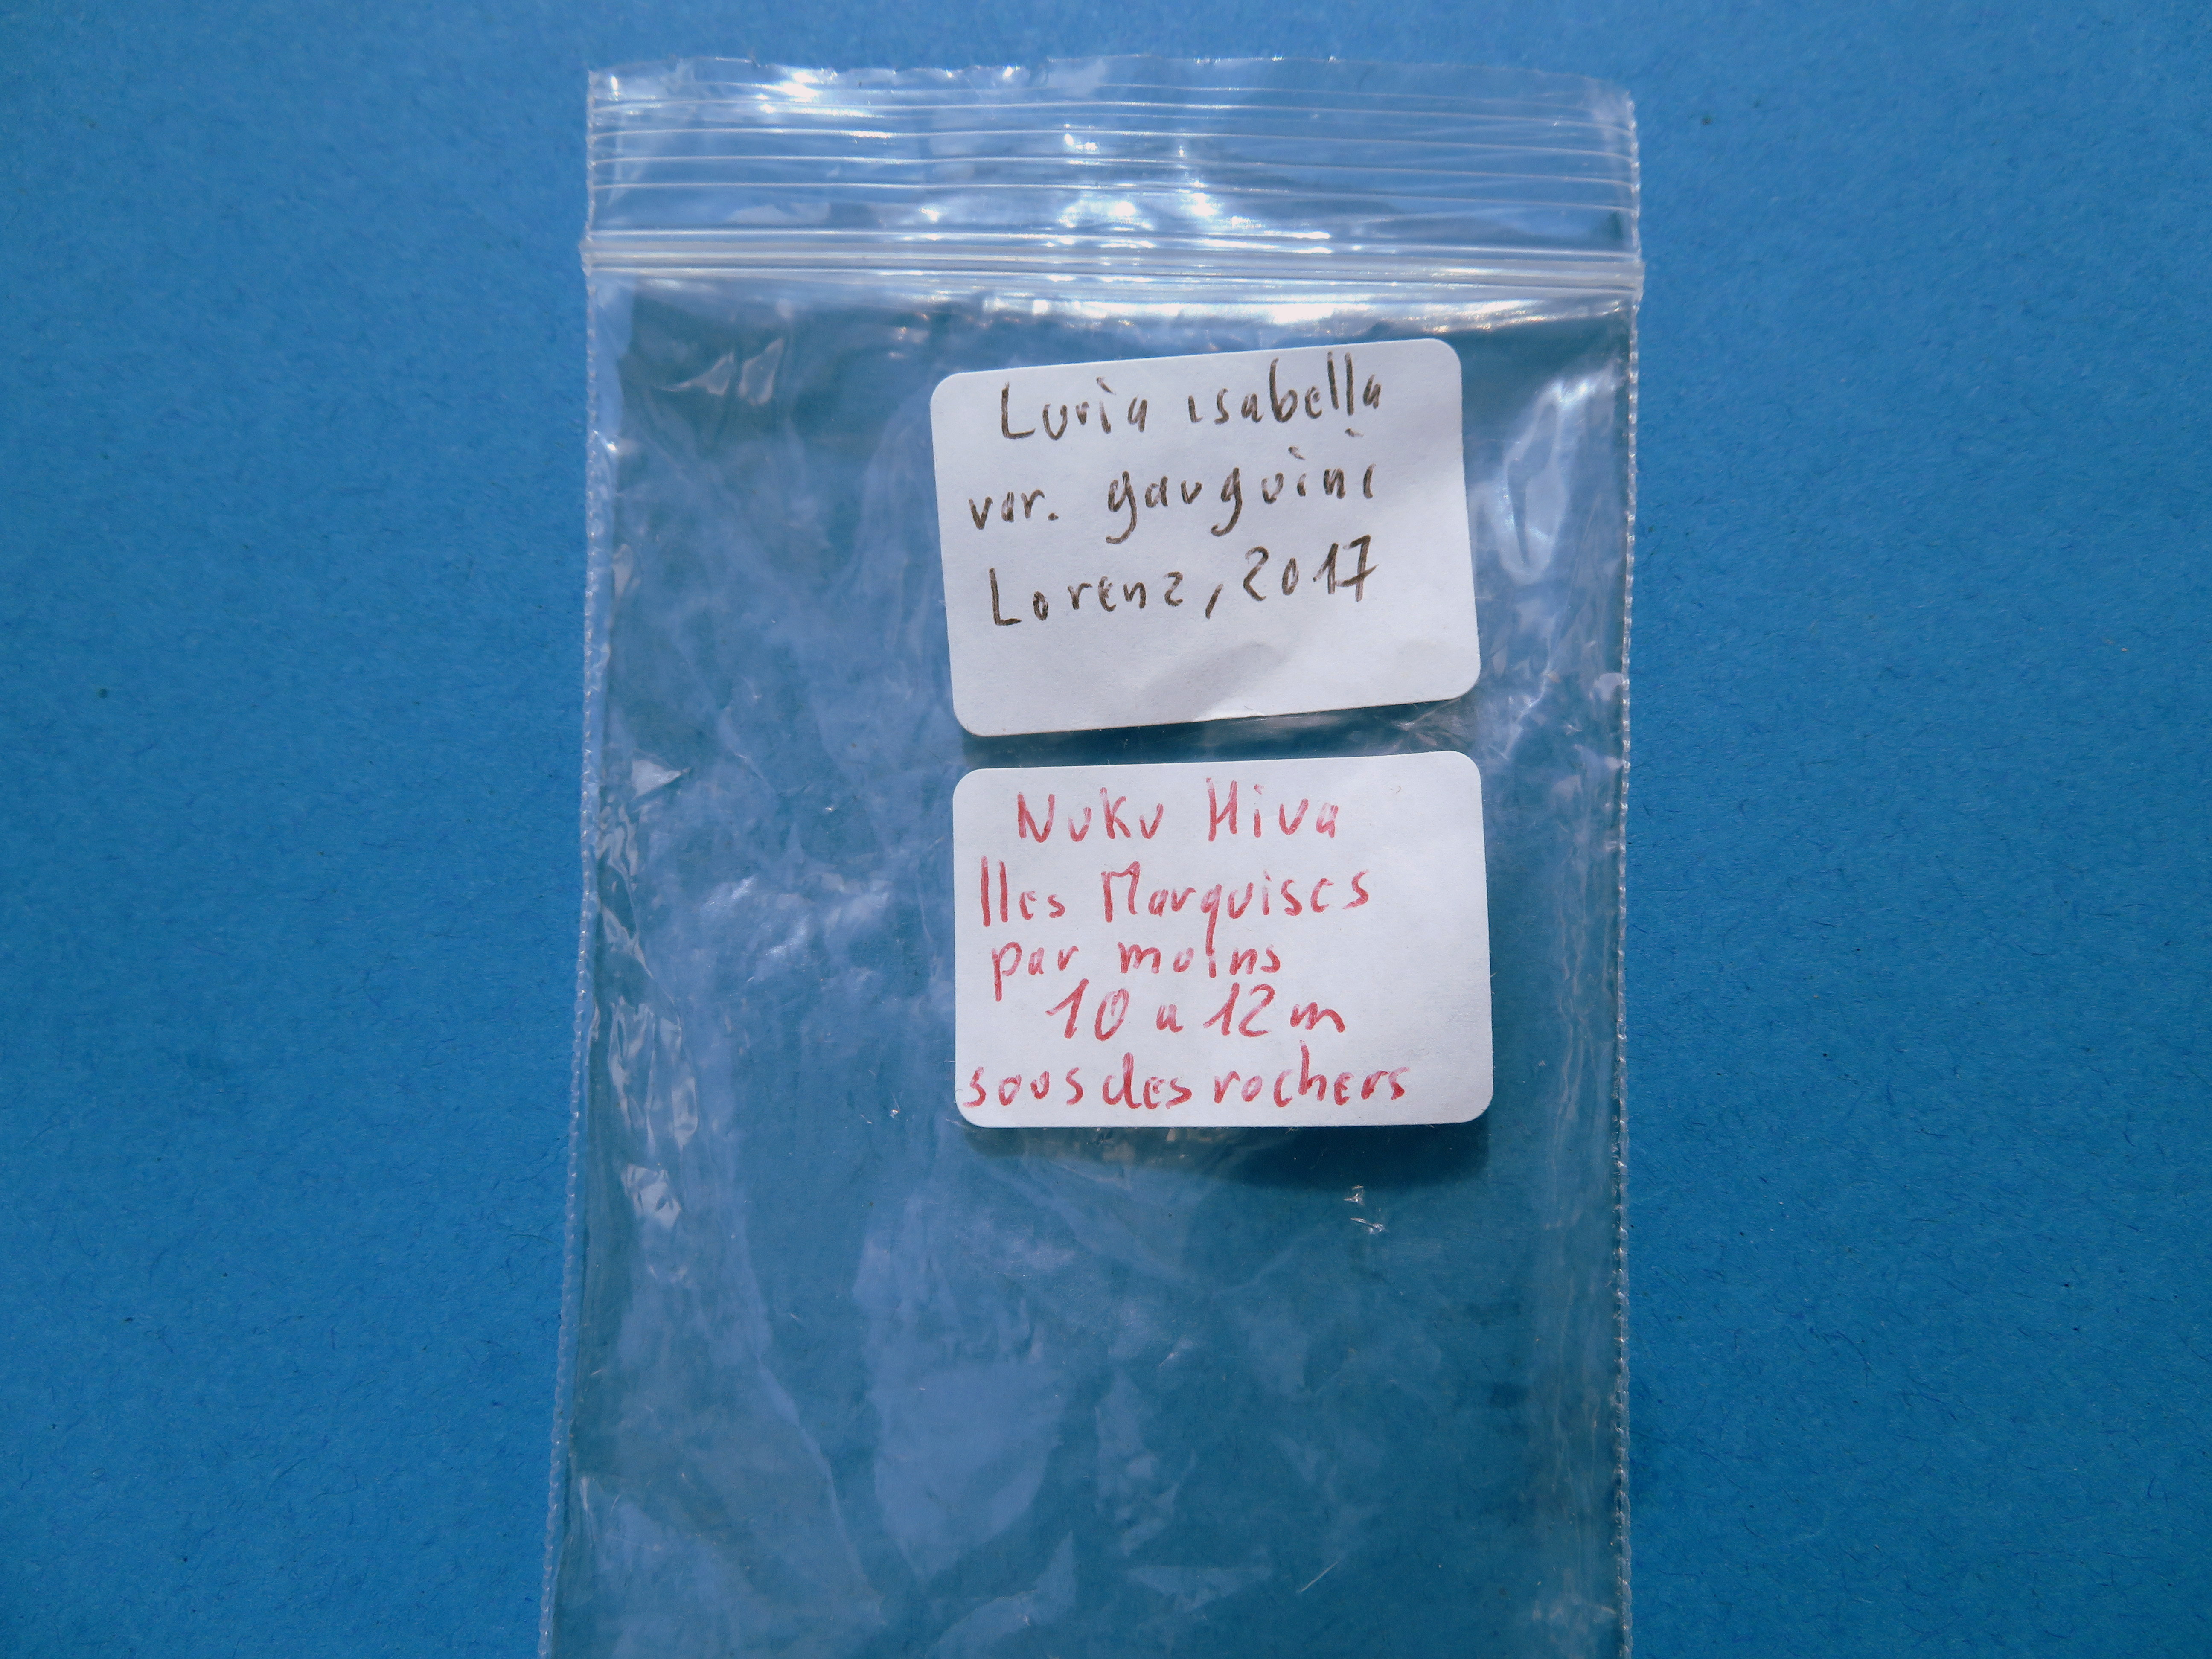 Luria isabella
var. gauguini
Lorenz, 2017
Nuku Hiva
Iles Marquises
par moins
10 a 12 m
sous des rochers